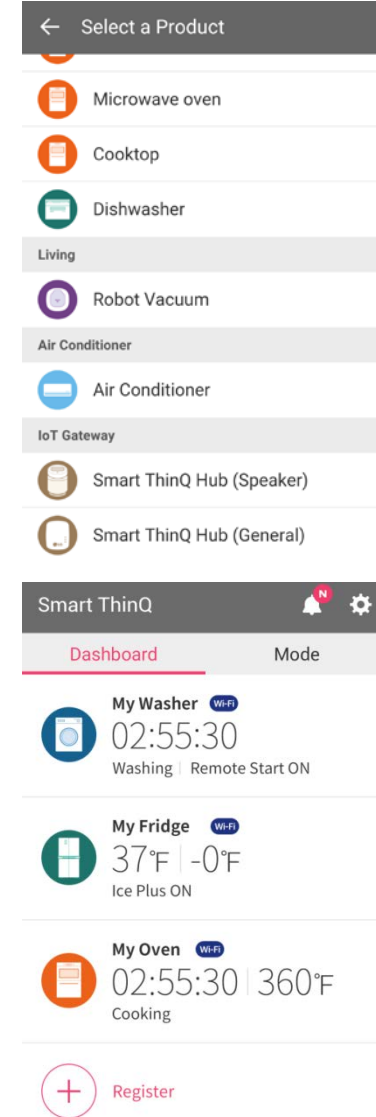 Select a Product
Microwave oven
Cooktop
Dishwasher
Living
Robot Vacuum
Air Conditioner
Air Conditioner
IoT Gateway
Smart ThinQ Hub (Speaker)
Smart ThinQ Hub (General)
Smart ThinQ N
Dashboard Mode
My Washer Wi-Fi
02:55:30
Washing | Remote Start ON
My Fridge Wi-Fi
37°F | -0°F
Ice Plus ON
My Oven Wi-Fi
02:55:30 | 360°F
Cooking
Register